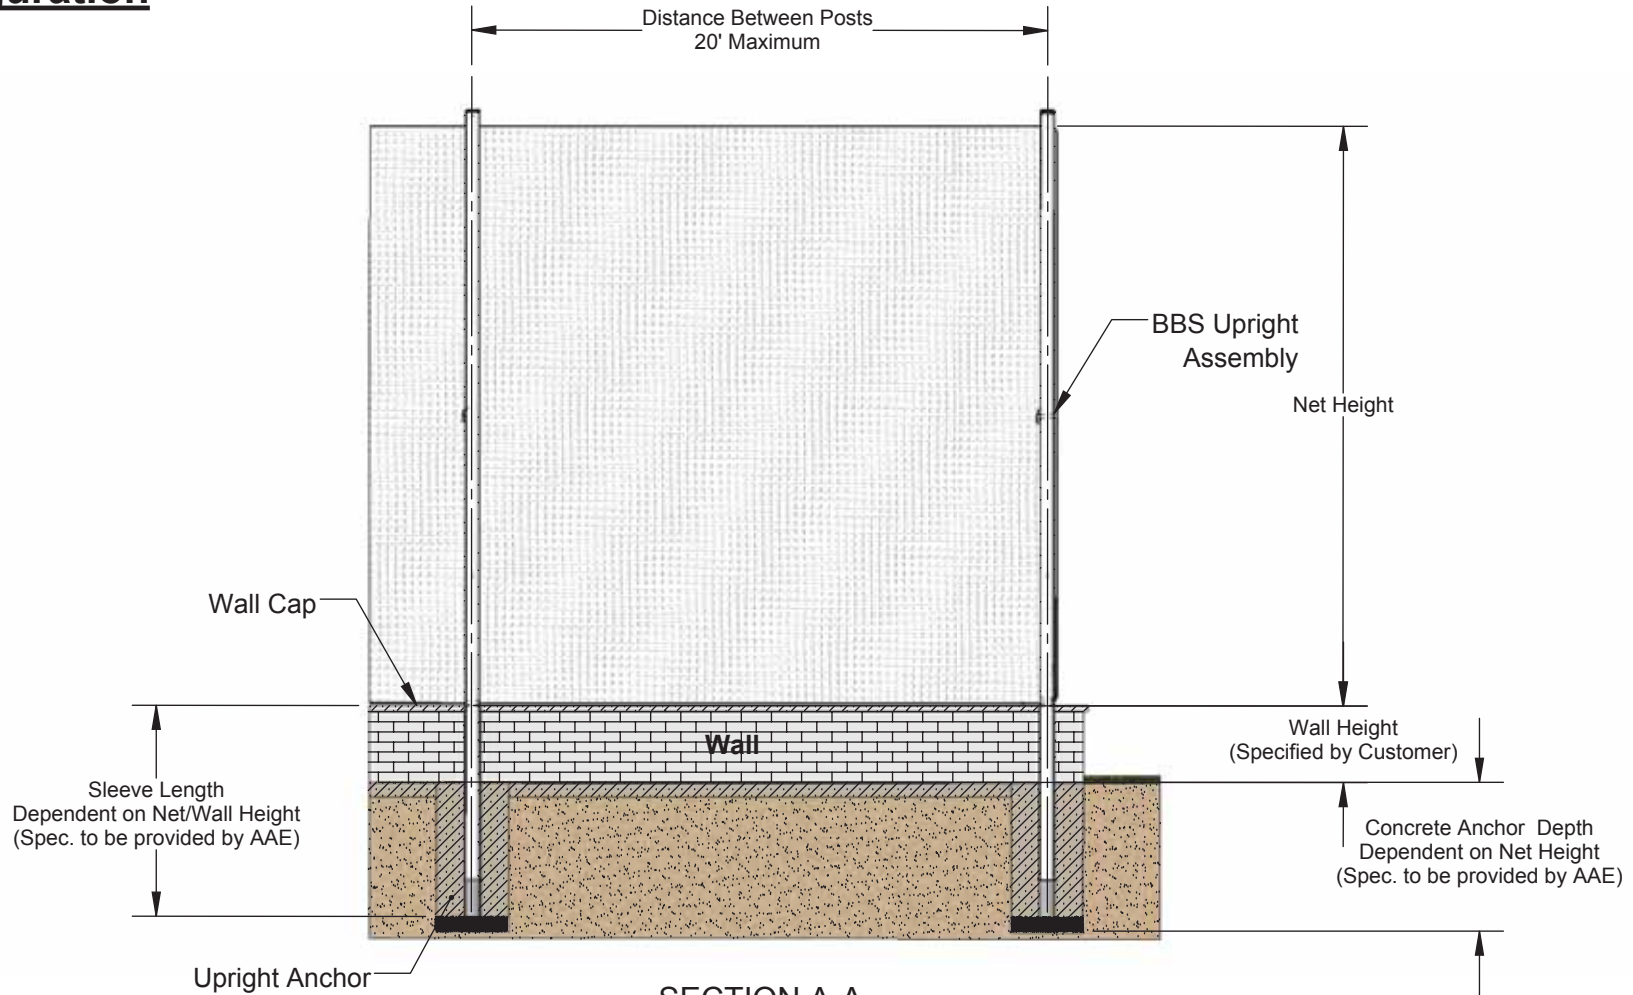 Distance Between Posts
20' Maximum
BBS Upright
Assembly
Net Height
Wall Cap
Wall
Wall Height
(Specified by Customer)
Sleeve Length
Dependent on Net/Wall Height
(Spec. to be provided by AAE)
Concrete Anchor Depth
Dependent on Net Height
(Spec. to be provided by AAE)
Upright Anchor
SECTION A-A